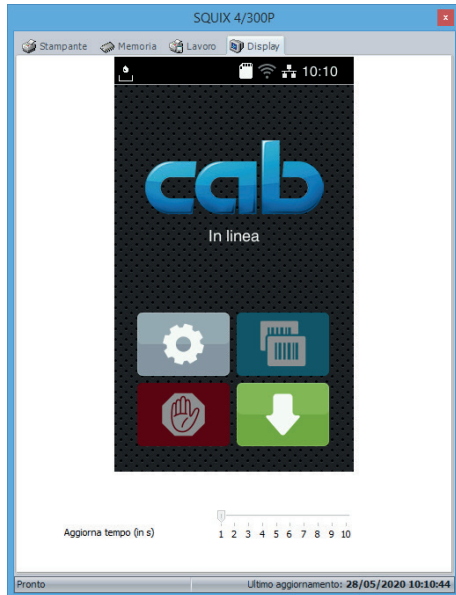 SQUIX 4/300P
Stampante Memoria Lavoro Display
10:10
cab
In linea
Aggiorna tempo (in s)
1 2 3 4 5 6 7 8 9 10
Pronto
Ultimo aggiornamento: 28/05/2020 10:10:44